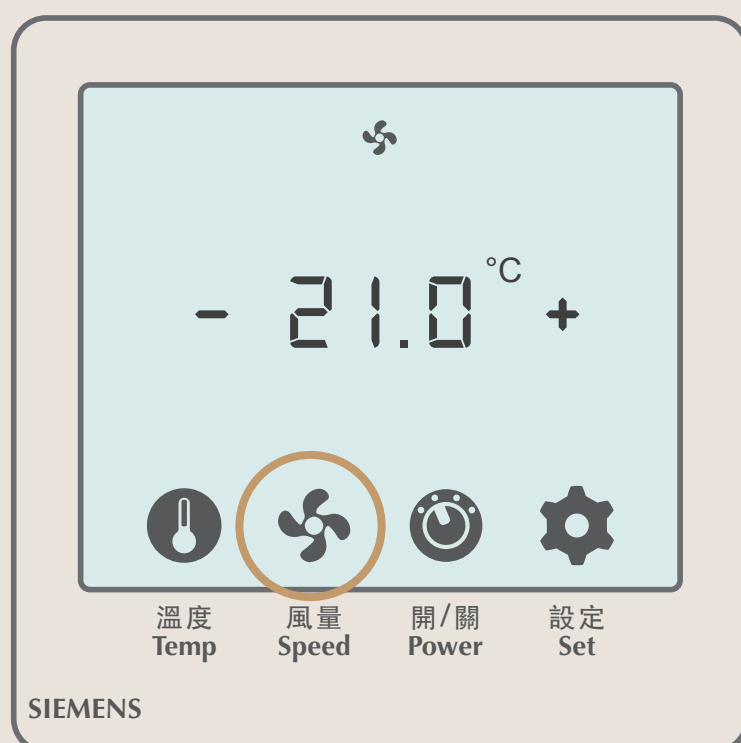 °C
- 21.0 +
溫度 風量 開/關 設定
Temp Speed Power Set
SIEMENS